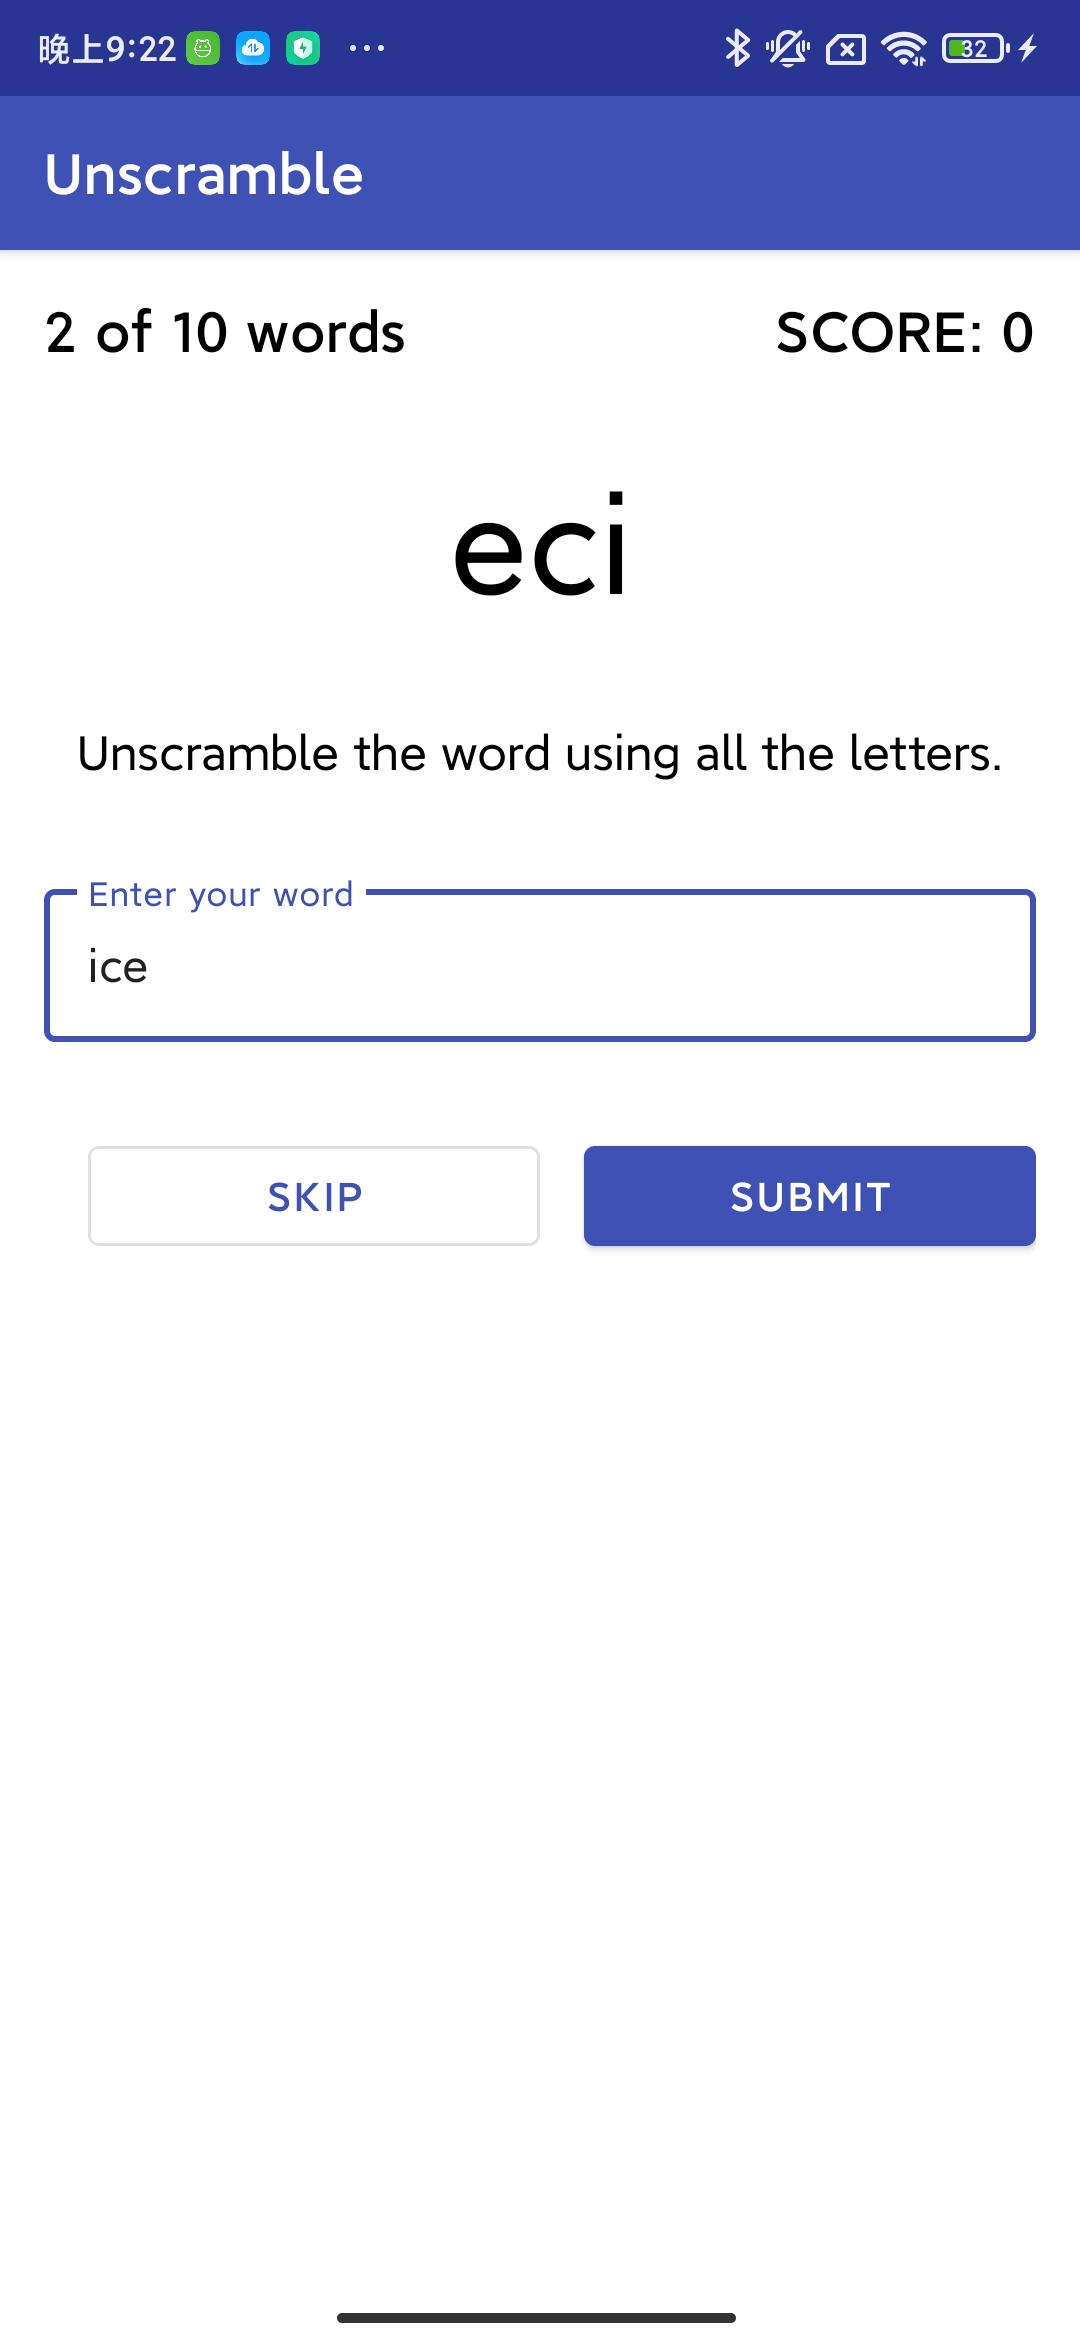 晚上9:22 ... 32
Unscramble
2 of 10 words SCORE: 0
eci
Unscramble the word using all the letters.
Enter your word
ice
SKIP SUBMIT